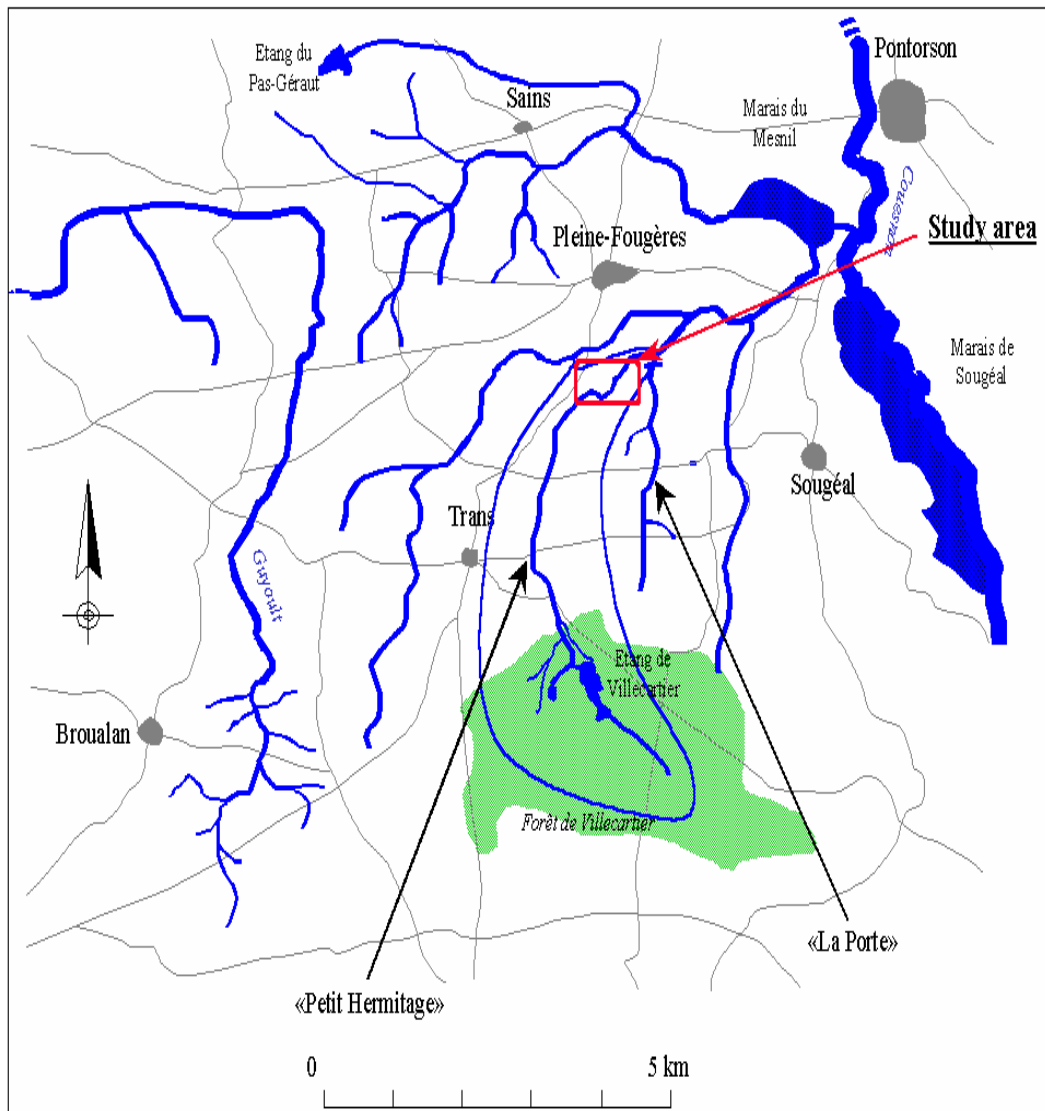 Etang du
Pas-Géraut
Pontorson
Sains
Marais du
Mesnil
Couesnon
Study area
Pleine-Fougères
Marais de
Sougéal
Sougéal
Trans
Guyoult
Etang de
Villecartier
Broualan
Forêt de Villecartier
«La Porte»
«Petit Hermitage»
0
5 km